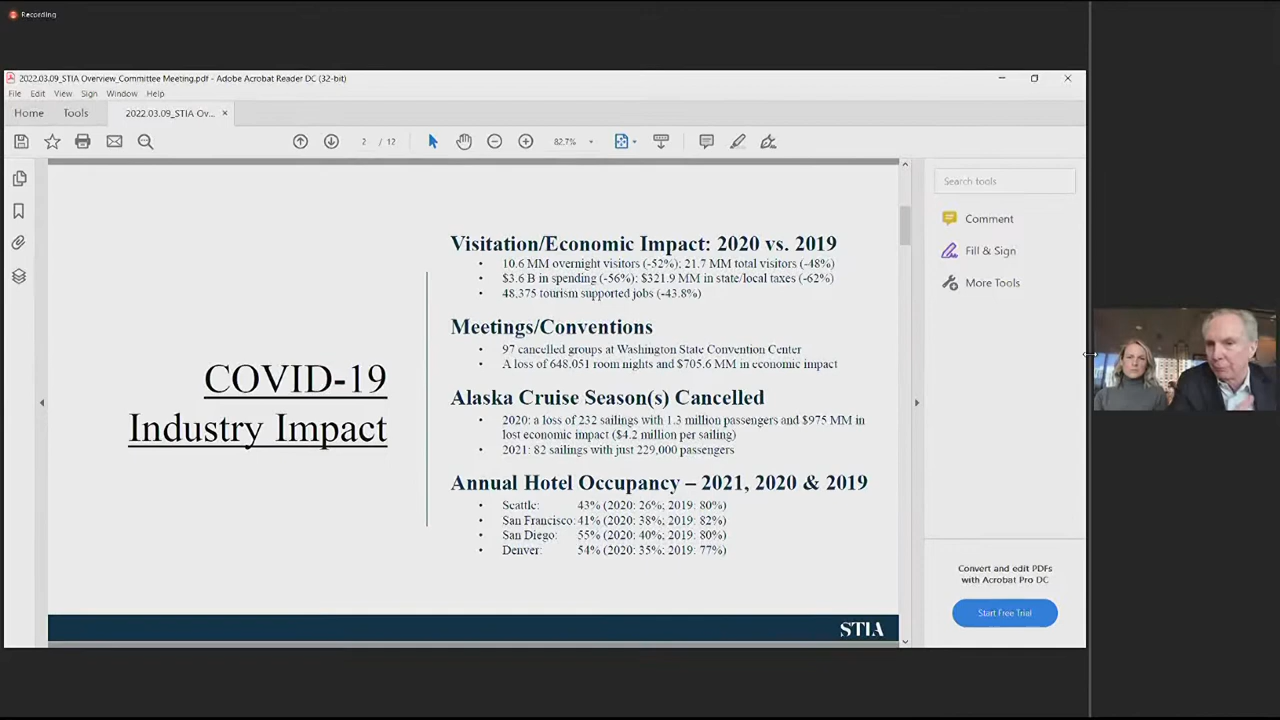 Recording
2022.03.09_STIA Overview_Committee Meeting.pdf - Adobe Acrobat Reader DC (32-bit)
File Edit View Sign Window Help
Home Tools 2022.03.09_STIA Ov... ×
2 / 12 82.7%
Search tools
Comment
Fill & Sign
More Tools
COVID-19
Industry Impact
Visitation/Economic Impact: 2020 vs. 2019
• 10.6 MM overnight visitors (-52%); 21.7 MM total visitors (-48%)
• $3.6 B in spending (-56%); $321.9 MM in state/local taxes (-62%)
• 48,375 tourism supported jobs (-43.8%)
Meetings/Conventions
• 97 cancelled groups at Washington State Convention Center
• A loss of 648,051 room nights and $705.6 MM in economic impact
Alaska Cruise Season(s) Cancelled
• 2020: a loss of 232 sailings with 1.3 million passengers and $975 MM in
lost economic impact ($4.2 million per sailing)
• 2021: 82 sailings with just 229,000 passengers
Annual Hotel Occupancy – 2021, 2020 & 2019
• Seattle: 43% (2020: 26%; 2019: 80%)
• San Francisco: 41% (2020: 38%; 2019: 82%)
• San Diego: 55% (2020: 40%; 2019: 80%)
• Denver: 54% (2020: 35%; 2019: 77%)
STIA
Convert and edit PDFs
with Acrobat Pro DC
Start Free Trial